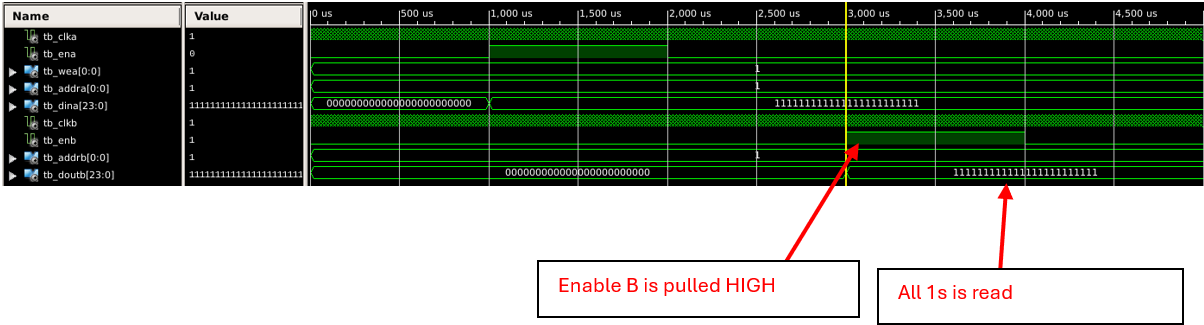 Name Value 0 us 500 us 1,000 us 1,500 us 2,000 us 2,500 us 3,000 us 3,500 us 4,000 us 4,500 us
tb_clka 1
tb_ena 0
tb_wea[0:0] 1 1
tb_addra[0:0] 1 1
tb_dina[23:0] 111111111111111111111111 000000000000000000000000 111111111111111111111111
tb_clkb 1
tb_enb 1
tb_addrb[0:0] 1 1
tb_doutb[23:0] 111111111111111111111111 000000000000000000000000 111111111111111111111111
Enable B is pulled HIGH
All 1s is read